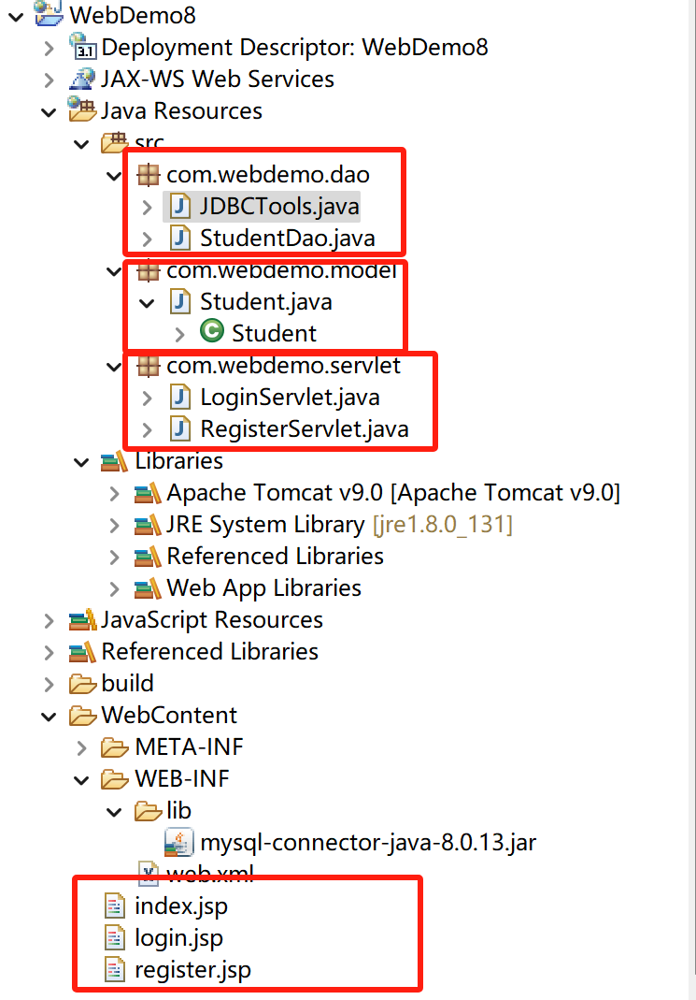 WebDemo8
3.1 Deployment Descriptor: WebDemo8
JAX-WS Web Services
Java Resources
src
com.webdemo.dao
J JDBCTools.java
J StudentDao.java
com.webdemo.model
J Student.java
C Student
com.webdemo.servlet
J LoginServlet.java
J RegisterServlet.java
Libraries
Apache Tomcat v9.0 [Apache Tomcat v9.0]
JRE System Library [jre1.8.0_131]
Referenced Libraries
Web App Libraries
JavaScript Resources
Referenced Libraries
build
WebContent
META-INF
WEB-INF
lib
mysql-connector-java-8.0.13.jar
X web.xml
index.jsp
login.jsp
register.jsp